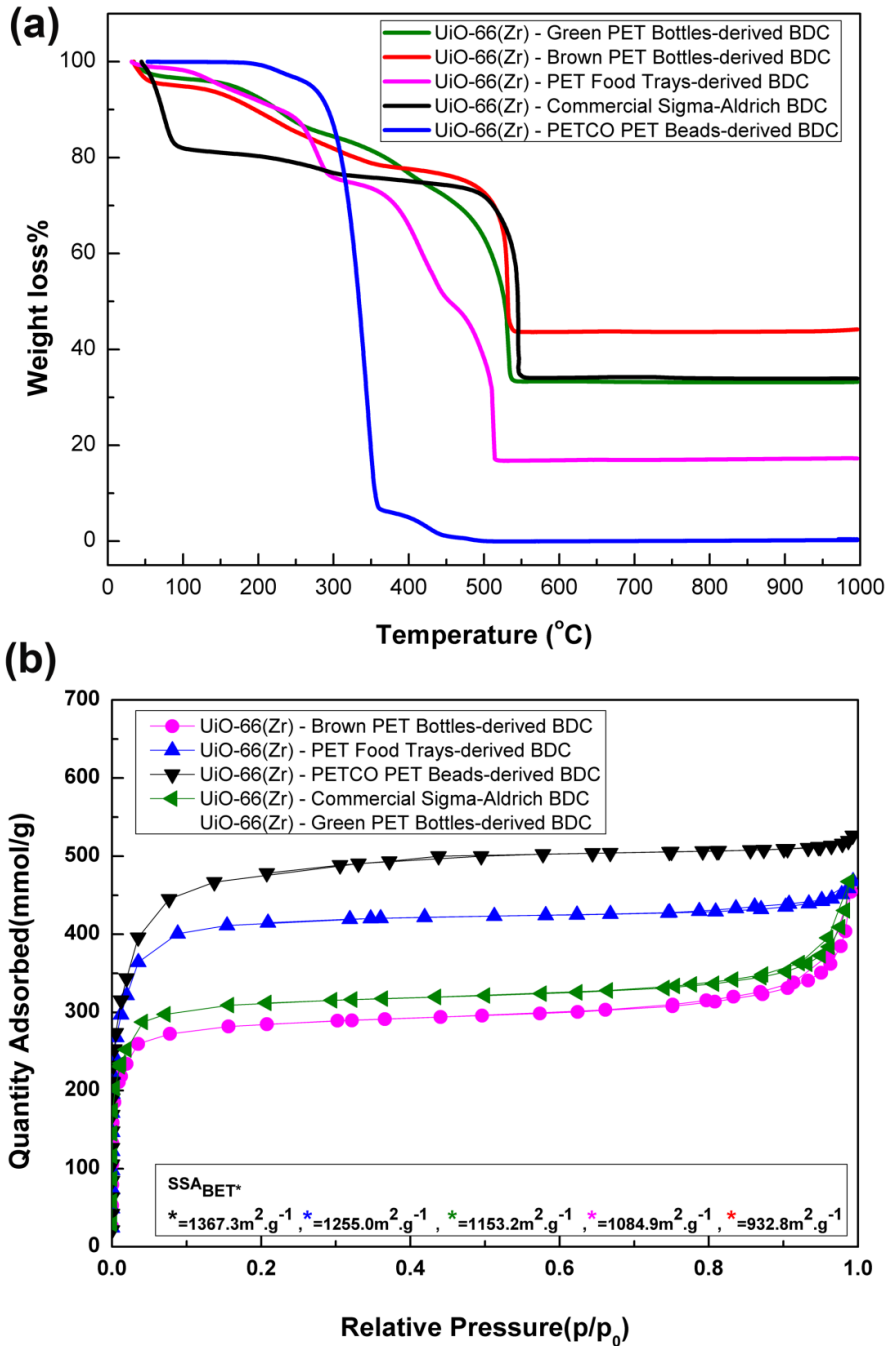 (a)
100
80
60
40
20
0
Weight loss%
UiO-66(Zr) - Green PET Bottles-derived BDC
UiO-66(Zr) - Brown PET Bottles-derived BDC
UiO-66(Zr) - PET Food Trays-derived BDC
UiO-66(Zr) - Commercial Sigma-Aldrich BDC
UiO-66(Zr) - PETCO PET Beads-derived BDC
0 100 200 300 400 500 600 700 800 900 1000
Temperature (°C)
(b)
700
600
500
400
300
200
100
0
Quantity Adsorbed(mmol/g)
UiO-66(Zr) - Brown PET Bottles-derived BDC
UiO-66(Zr) - PET Food Trays-derived BDC
UiO-66(Zr) - PETCO PET Beads-derived BDC
UiO-66(Zr) - Commercial Sigma-Aldrich BDC
UiO-66(Zr) - Green PET Bottles-derived BDC
SSA_BET*
*=1367.3m².g⁻¹ ,*=1255.0m².g⁻¹ ,*=1153.2m².g⁻¹ ,*=1084.9m².g⁻¹ ,*=932.8m².g⁻¹
0.0 0.2 0.4 0.6 0.8 1.0
Relative Pressure(p/p₀)